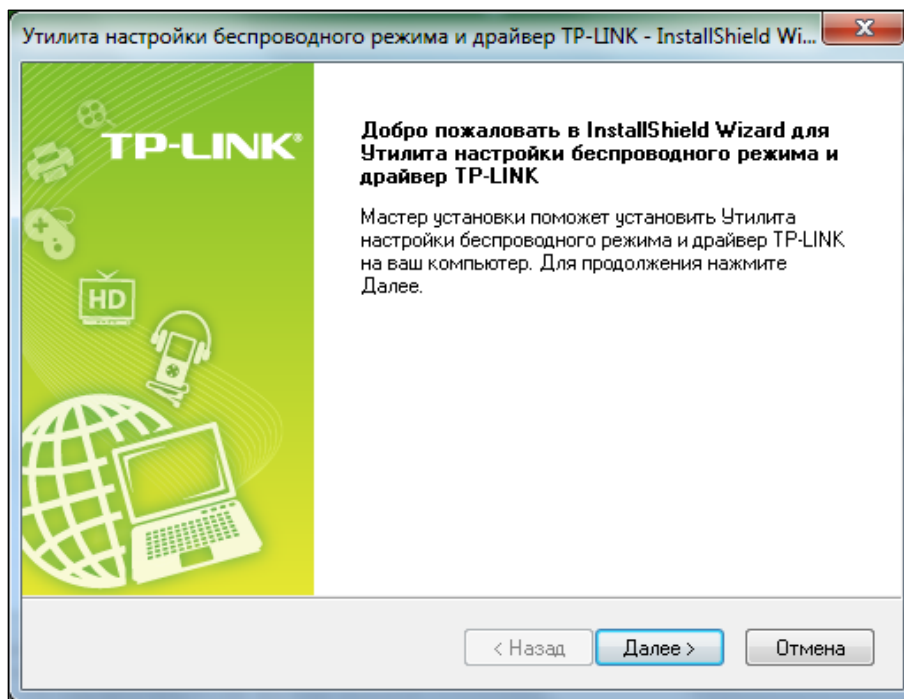 Утилита настройки беспроводного режима и драйвер TP-LINK - InstallShield Wi...
TP-LINK®
Добро пожаловать в InstallShield Wizard для
Утилита настройки беспроводного режима и
драйвер TP-LINK
Мастер установки поможет установить Утилита
настройки беспроводного режима и драйвер TP-LINK
на ваш компьютер. Для продолжения нажмите
Далее.
HD
< Назад
Далее >
Отмена